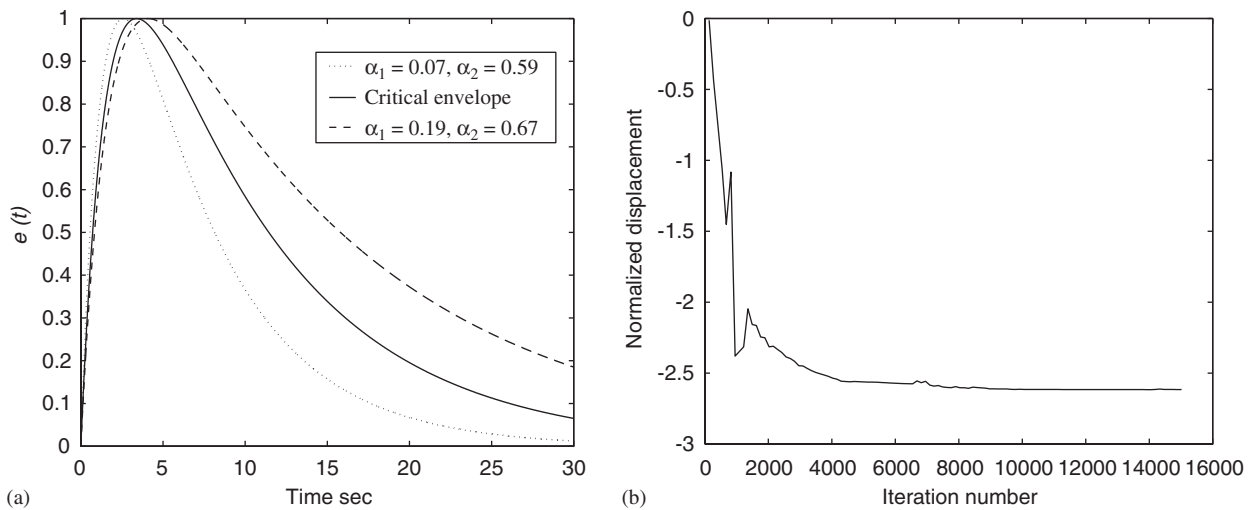 1
0.9
0.8
0.7
0.6
0.5
0.4
0.3
0.2
0.1
0
e (t)
α1 = 0.07, α2 = 0.59
Critical envelope
α1 = 0.19, α2 = 0.67
0 5 10 15 20 25 30
Time sec
(a)
0
-0.5
-1
-1.5
-2
-2.5
-3
Normalized displacement
0 2000 4000 6000 8000 10000 12000 14000 16000
Iteration number
(b)